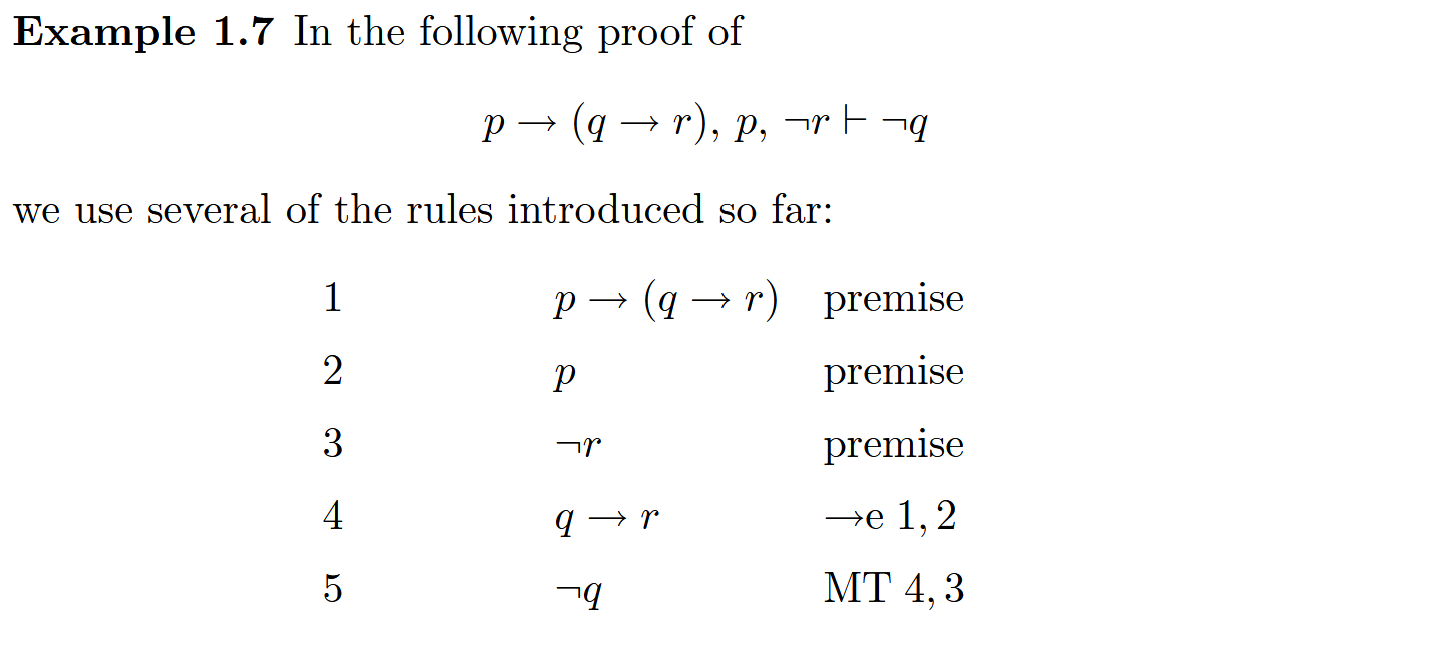 Example 1.7 In the following proof of
p → (q → r), p, ¬r ⊢ ¬q
we use several of the rules introduced so far:
1 p → (q → r) premise
2 p premise
3 ¬r premise
4 q → r →e 1, 2
5 ¬q MT 4, 3